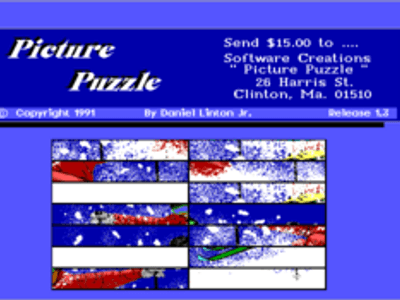 Picture
Puzzle
Send $15.00 to ....
Software Creations
" Picture Puzzle "
26 Harris St.
Clinton, Ma. 01510
© Copyright 1991 By Daniel Linton Jr. Release 1.3